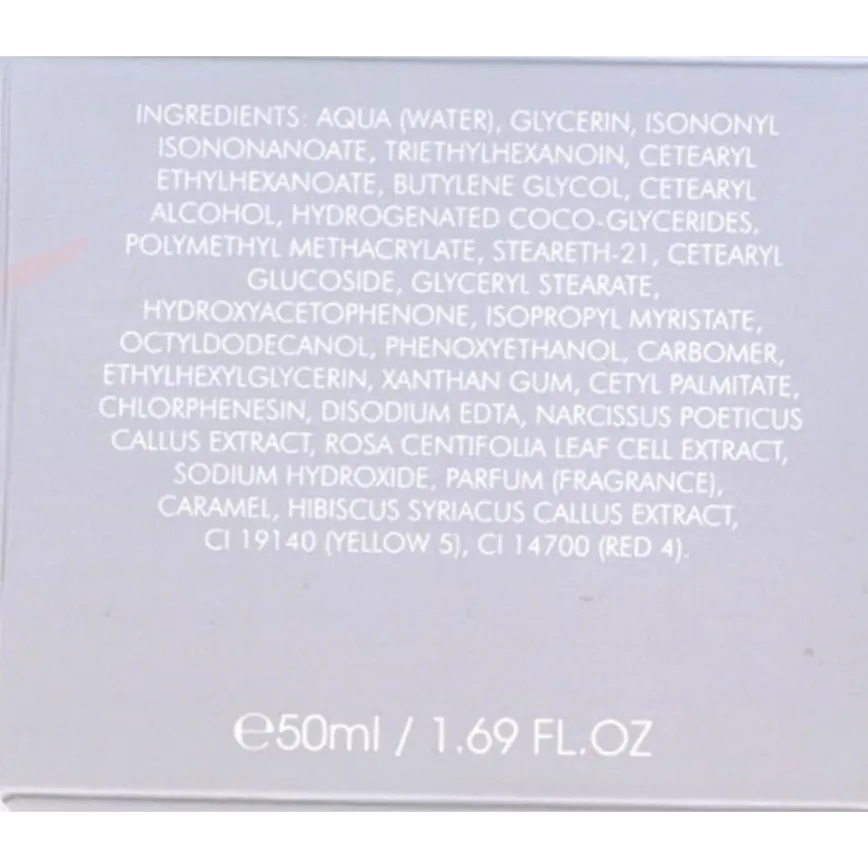 INGREDIENTS: AQUA (WATER), GLYCERIN, ISONONYL
ISONONANOATE, TRIETHYLHEXANOIN, CETEARYL
ETHYLHEXANOATE, BUTYLENE GLYCOL, CETEARYL
ALCOHOL, HYDROGENATED COCO-GLYCERIDES,
POLYMETHYL METHACRYLATE, STEARETH-21, CETEARYL
GLUCOSIDE, GLYCERYL STEARATE,
HYDROXYACETOPHENONE, ISOPROPYL MYRISTATE,
OCTYLDODECANOL, PHENOXYETHANOL, CARBOMER,
ETHYLHEXYLGLYCERIN, XANTHAN GUM, CETYL PALMITATE,
CHLORPHENESIN, DISODIUM EDTA, NARCISSUS POETICUS
CALLUS EXTRACT, ROSA CENTIFOLIA LEAF CELL EXTRACT,
SODIUM HYDROXIDE, PARFUM (FRAGRANCE),
CARAMEL, HIBISCUS SYRIACUS CALLUS EXTRACT,
CI 19140 (YELLOW 5), CI 14700 (RED 4).
℮50ml / 1.69 FL.OZ